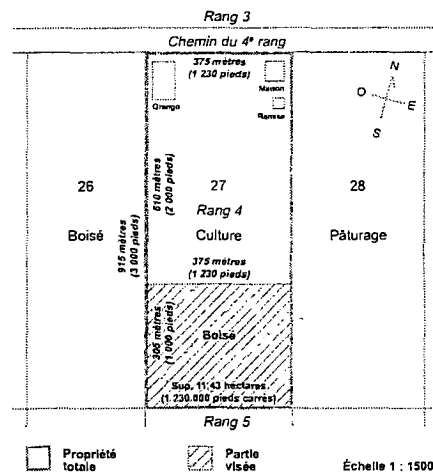 Rang 3
Chemin du 4e rang
375 mètres
(1 230 pieds)
Grange
Maison
Remise
N
O
E
S
26
27
28
Rang 4
Boisé
Culture
Pâturage
610 mètres
(2 000 pieds)
915 mètres
(3 000 pieds)
375 mètres
(1 230 pieds)
305 mètres
(1 000 pieds)
Boisé
Sup. 11,43 hectares
(1.230.000 pieds carrés)
Rang 5
Propriété
totale
Partie
visée
Échelle 1 : 1500